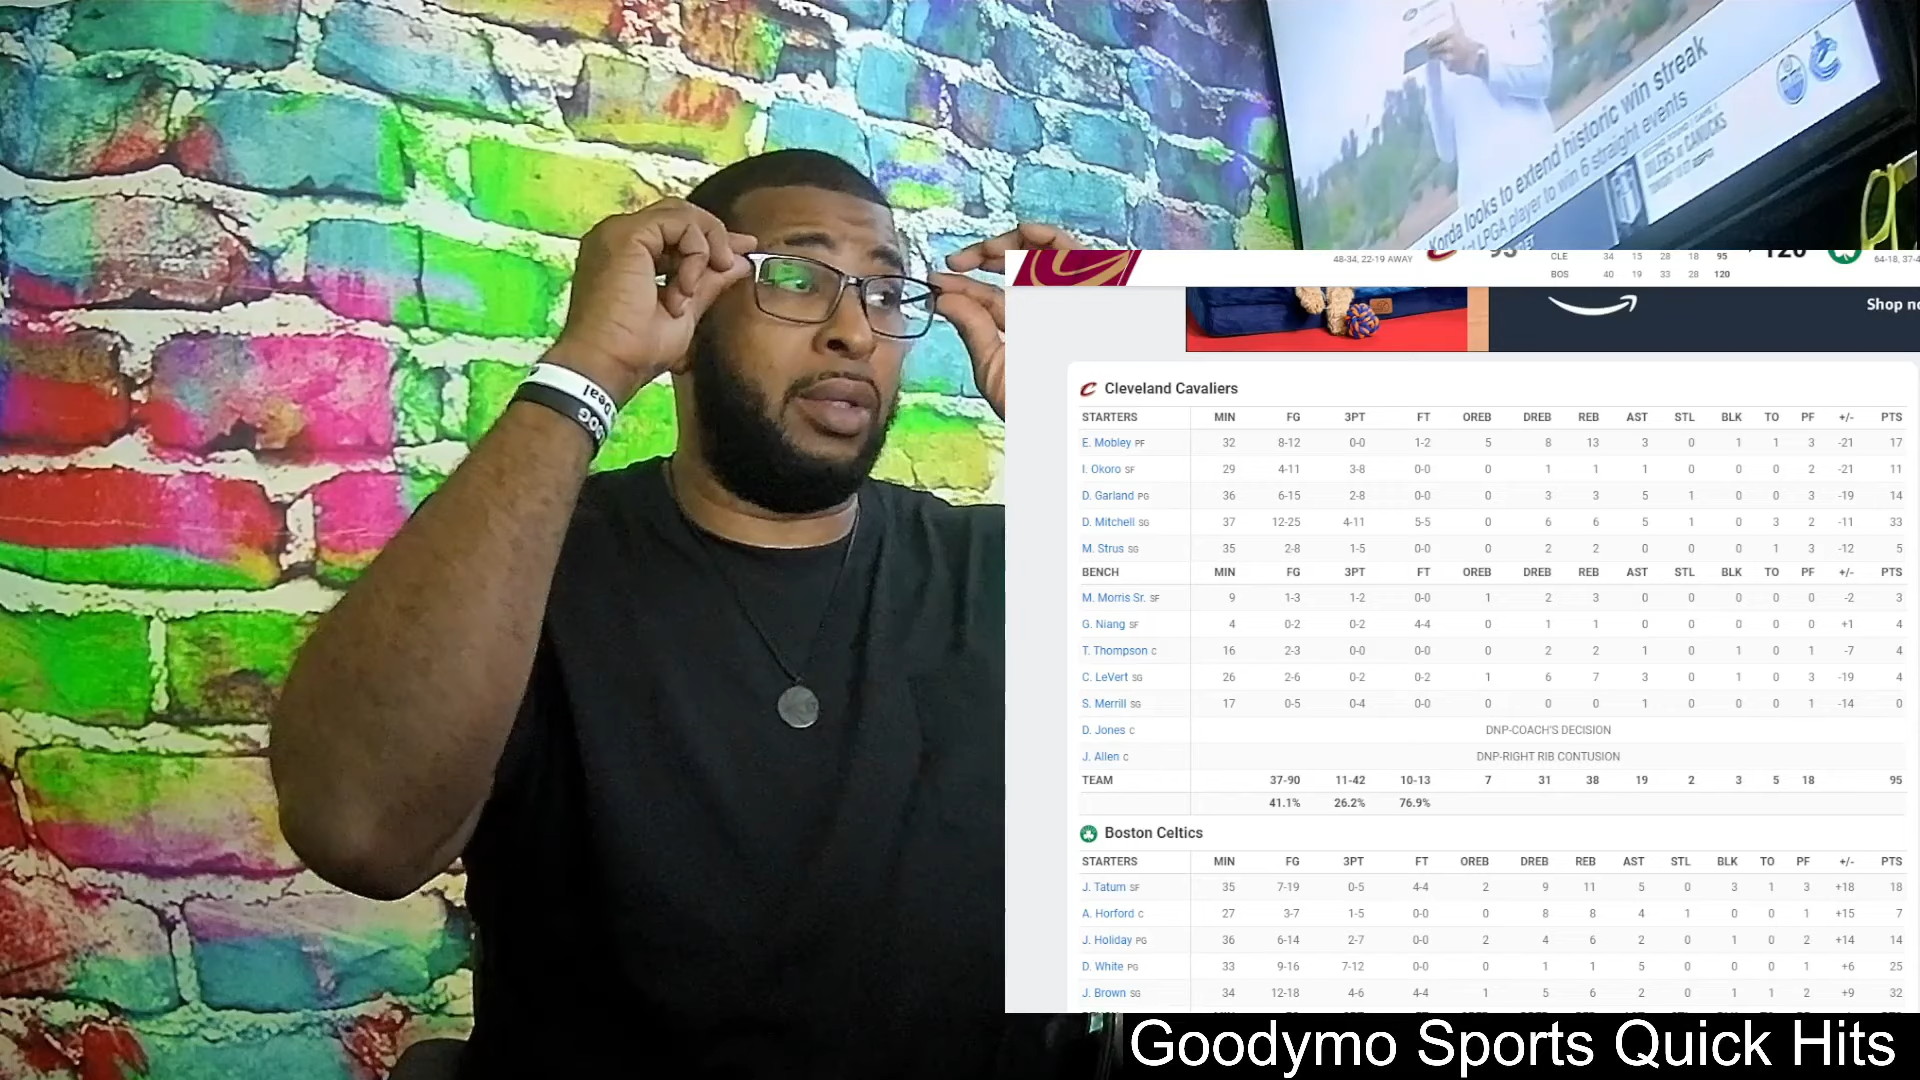 Korda looks to extend historic win streak
LPGA player to win 6 straight events
OILERS at CANUCKS
48-34, 22-19 AWAY
CLE 34 15 28 18 95
BOS 40 19 33 28 120
120
Shop no
Deal
Cleveland Cavaliers
STARTERS MIN FG 3PT FT OREB DREB REB AST STL BLK TO PF +/- PTS
E. Mobley PF 32 8-12 0-0 1-2 5 8 13 3 0 1 1 3 -21 17
I. Okoro SF 29 4-11 3-8 0-0 0 1 1 1 0 0 0 2 -21 11
D. Garland PG 36 6-15 2-8 0-0 0 3 3 5 1 0 0 3 -19 14
D. Mitchell SG 37 12-25 4-11 5-5 0 6 6 5 1 0 3 2 -11 33
M. Strus SG 35 2-8 1-5 0-0 0 2 2 0 0 0 1 3 -12 5
BENCH MIN FG 3PT FT OREB DREB REB AST STL BLK TO PF +/- PTS
M. Morris Sr. SF 9 1-3 1-2 0-0 1 2 3 0 0 0 0 0 -2 3
G. Niang SF 4 0-2 0-2 4-4 0 1 1 0 0 0 0 0 +1 4
T. Thompson C 16 2-3 0-0 0-0 0 2 2 1 0 1 0 1 -7 4
C. LeVert SG 26 2-6 0-2 0-2 1 6 7 3 0 1 0 3 -19 4
S. Merrill SG 17 0-5 0-4 0-0 0 0 0 1 0 0 0 1 -14 0
D. Jones C DNP-COACH'S DECISION
J. Allen C DNP-RIGHT RIB CONTUSION
TEAM 37-90 11-42 10-13 7 31 38 19 2 3 5 18 95
41.1% 26.2% 76.9%
Boston Celtics
STARTERS MIN FG 3PT FT OREB DREB REB AST STL BLK TO PF +/- PTS
J. Tatum SF 35 7-19 0-5 4-4 2 9 11 5 0 3 1 3 +18 18
A. Horford C 27 3-7 1-5 0-0 0 8 8 4 1 0 0 1 +15 7
J. Holiday PG 36 6-14 2-7 0-0 2 4 6 2 0 1 0 2 +14 14
D. White PG 33 9-16 7-12 0-0 0 1 1 5 0 0 0 1 +6 25
J. Brown SG 34 12-18 4-6 4-4 1 5 6 2 0 1 1 2 +9 32
Goodymo Sports Quick Hits